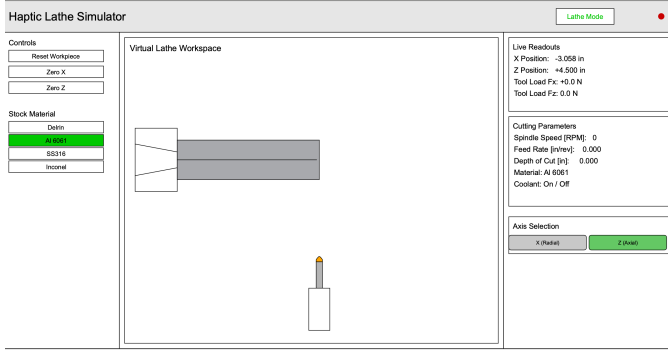 Haptic Lathe Simulator
Lathe Mode
Controls
Reset Workpiece
Zero X
Zero Z
Stock Material
Delrin
Al 6061
SS316
Inconel
Virtual Lathe Workspace
Live Readouts
X Position: -3.058 in
Z Position: +4.500 in
Tool Load Fx: +0.0 N
Tool Load Fz: 0.0 N
Cutting Parameters
Spindle Speed [RPM]: 0
Feed Rate [in/rev]: 0.000
Depth of Cut [in]: 0.000
Material: Al 6061
Coolant: On / Off
Axis Selection
X (Radial)
Z (Axial)